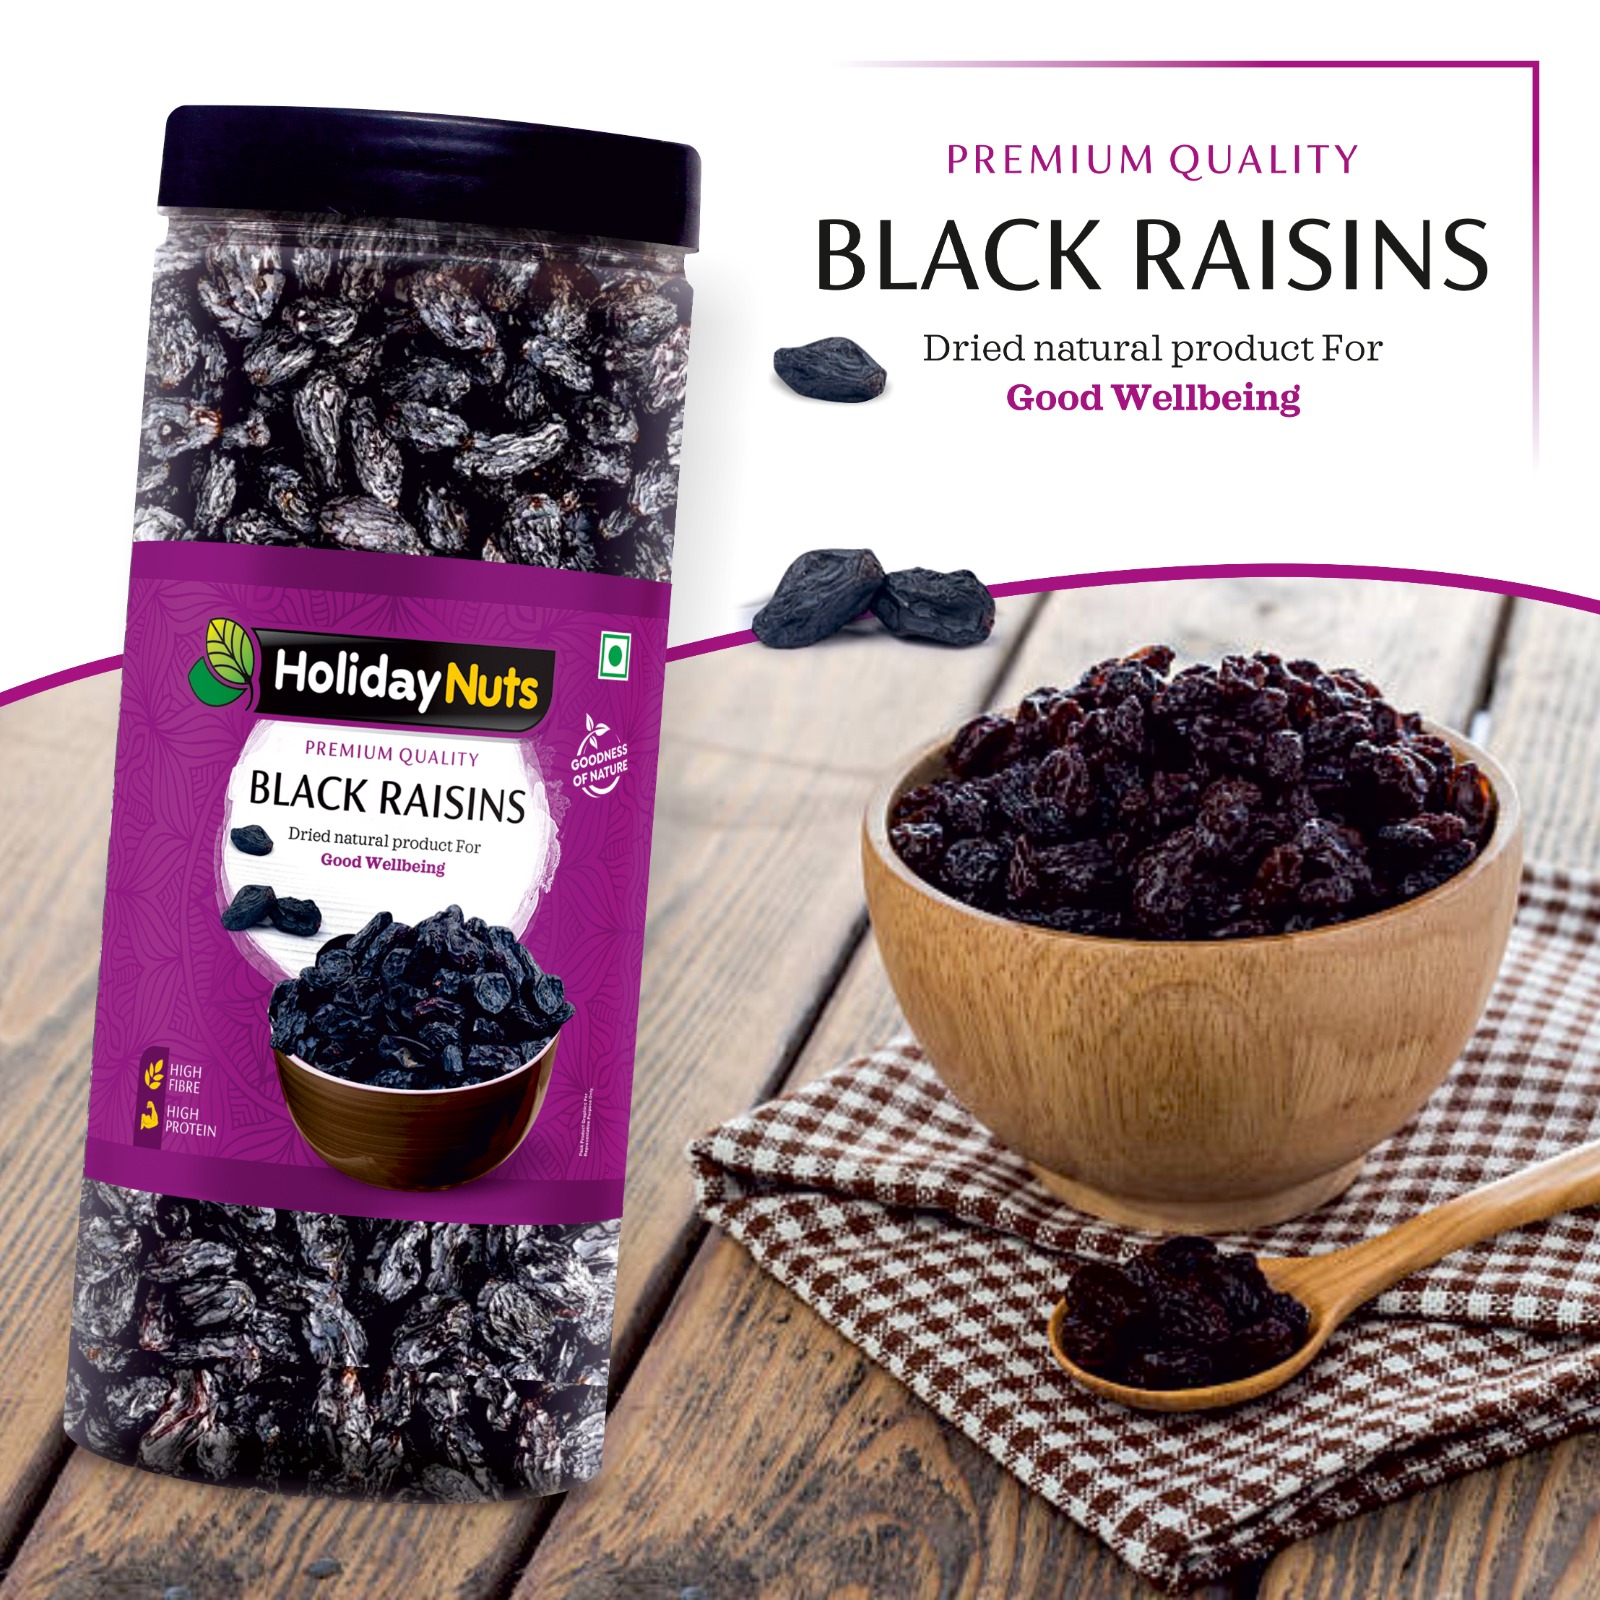 PREMIUM QUALITY
BLACK RAISINS
Dried natural product For
Good Wellbeing
HolidayNuts
PREMIUM QUALITY
BLACK RAISINS
Dried natural product For
Good Wellbeing
GOODNESS
OF NATURE
HIGH
FIBRE
HIGH
PROTEIN